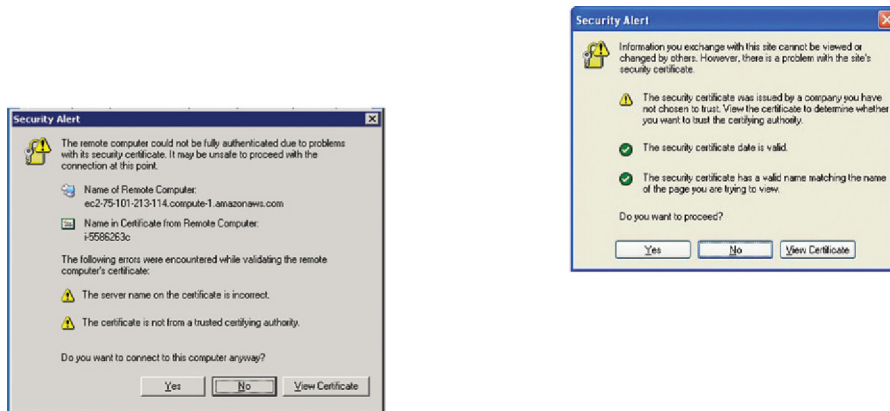 Security Alert
The remote computer could not be fully authenticated due to problems
with its security certificate. It may be unsafe to proceed with the
connection at this point.
Name of Remote Computer:
ec2-75-101-213-114.compute-1.amazonaws.com
Name in Certificate from Remote Computer:
i-5586263c
The following errors were encountered while validating the remote
computer's certificate:
The server name on the certificate is incorrect.
The certificate is not from a trusted certifying authority.
Do you want to connect to this computer anyway?
Yes No View Certificate
Security Alert
Information you exchange with this site cannot be viewed or
changed by others. However, there is a problem with the site's
security certificate.
The security certificate was issued by a company you have
not chosen to trust. View the certificate to determine whether
you want to trust the certifying authority.
The security certificate date is valid.
The security certificate has a valid name matching the name
of the page you are trying to view.
Do you want to proceed?
Yes No View Certificate